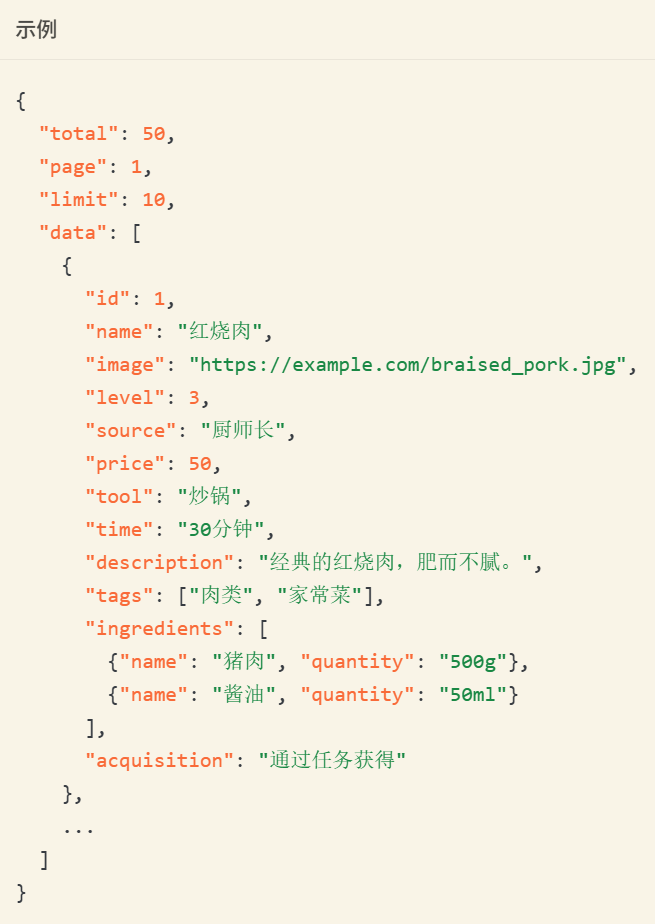 示例
{
  "total": 50,
  "page": 1,
  "limit": 10,
  "data": [
    {
      "id": 1,
      "name": "红烧肉",
      "image": "https://example.com/braised_pork.jpg",
      "level": 3,
      "source": "厨师长",
      "price": 50,
      "tool": "炒锅",
      "time": "30分钟",
      "description": "经典的红烧肉，肥而不腻。",
      "tags": ["肉类", "家常菜"],
      "ingredients": [
        {"name": "猪肉", "quantity": "500g"},
        {"name": "酱油", "quantity": "50ml"}
      ],
      "acquisition": "通过任务获得"
    },
    ...
  ]
}